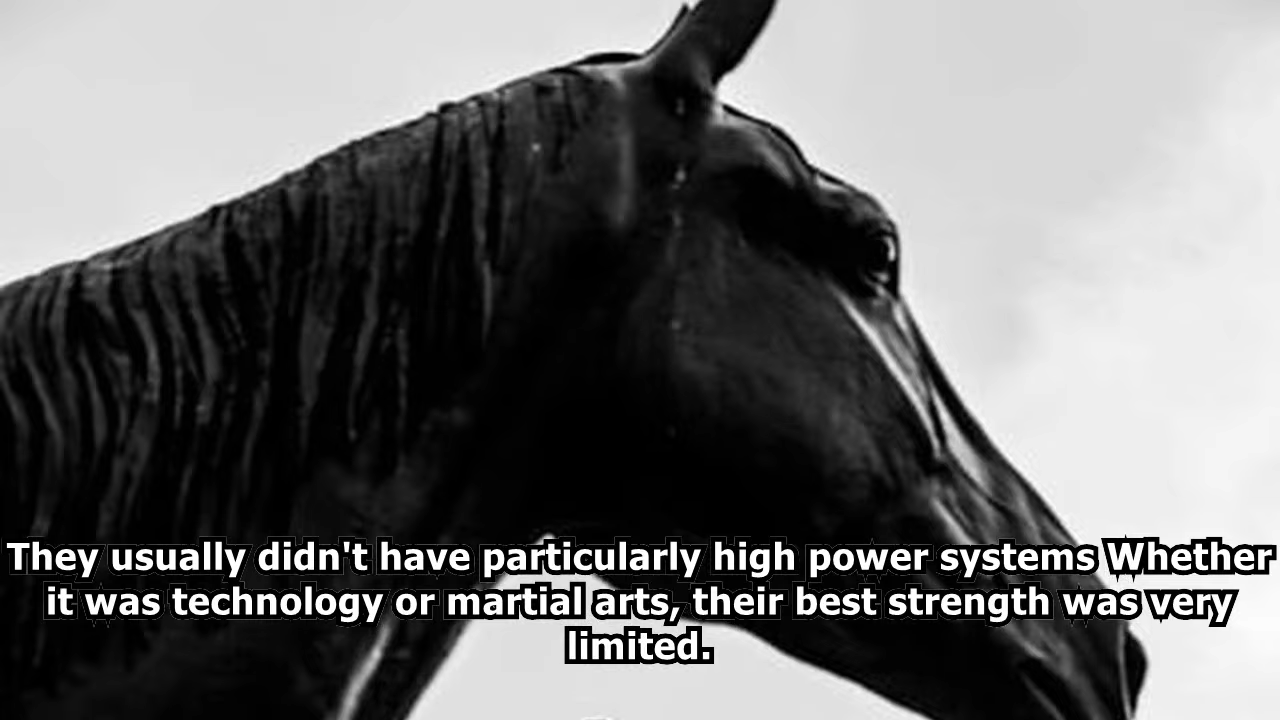 They usually didn't have particularly high power systems Whether
it was technology or martial arts, their best strength was very
limited.